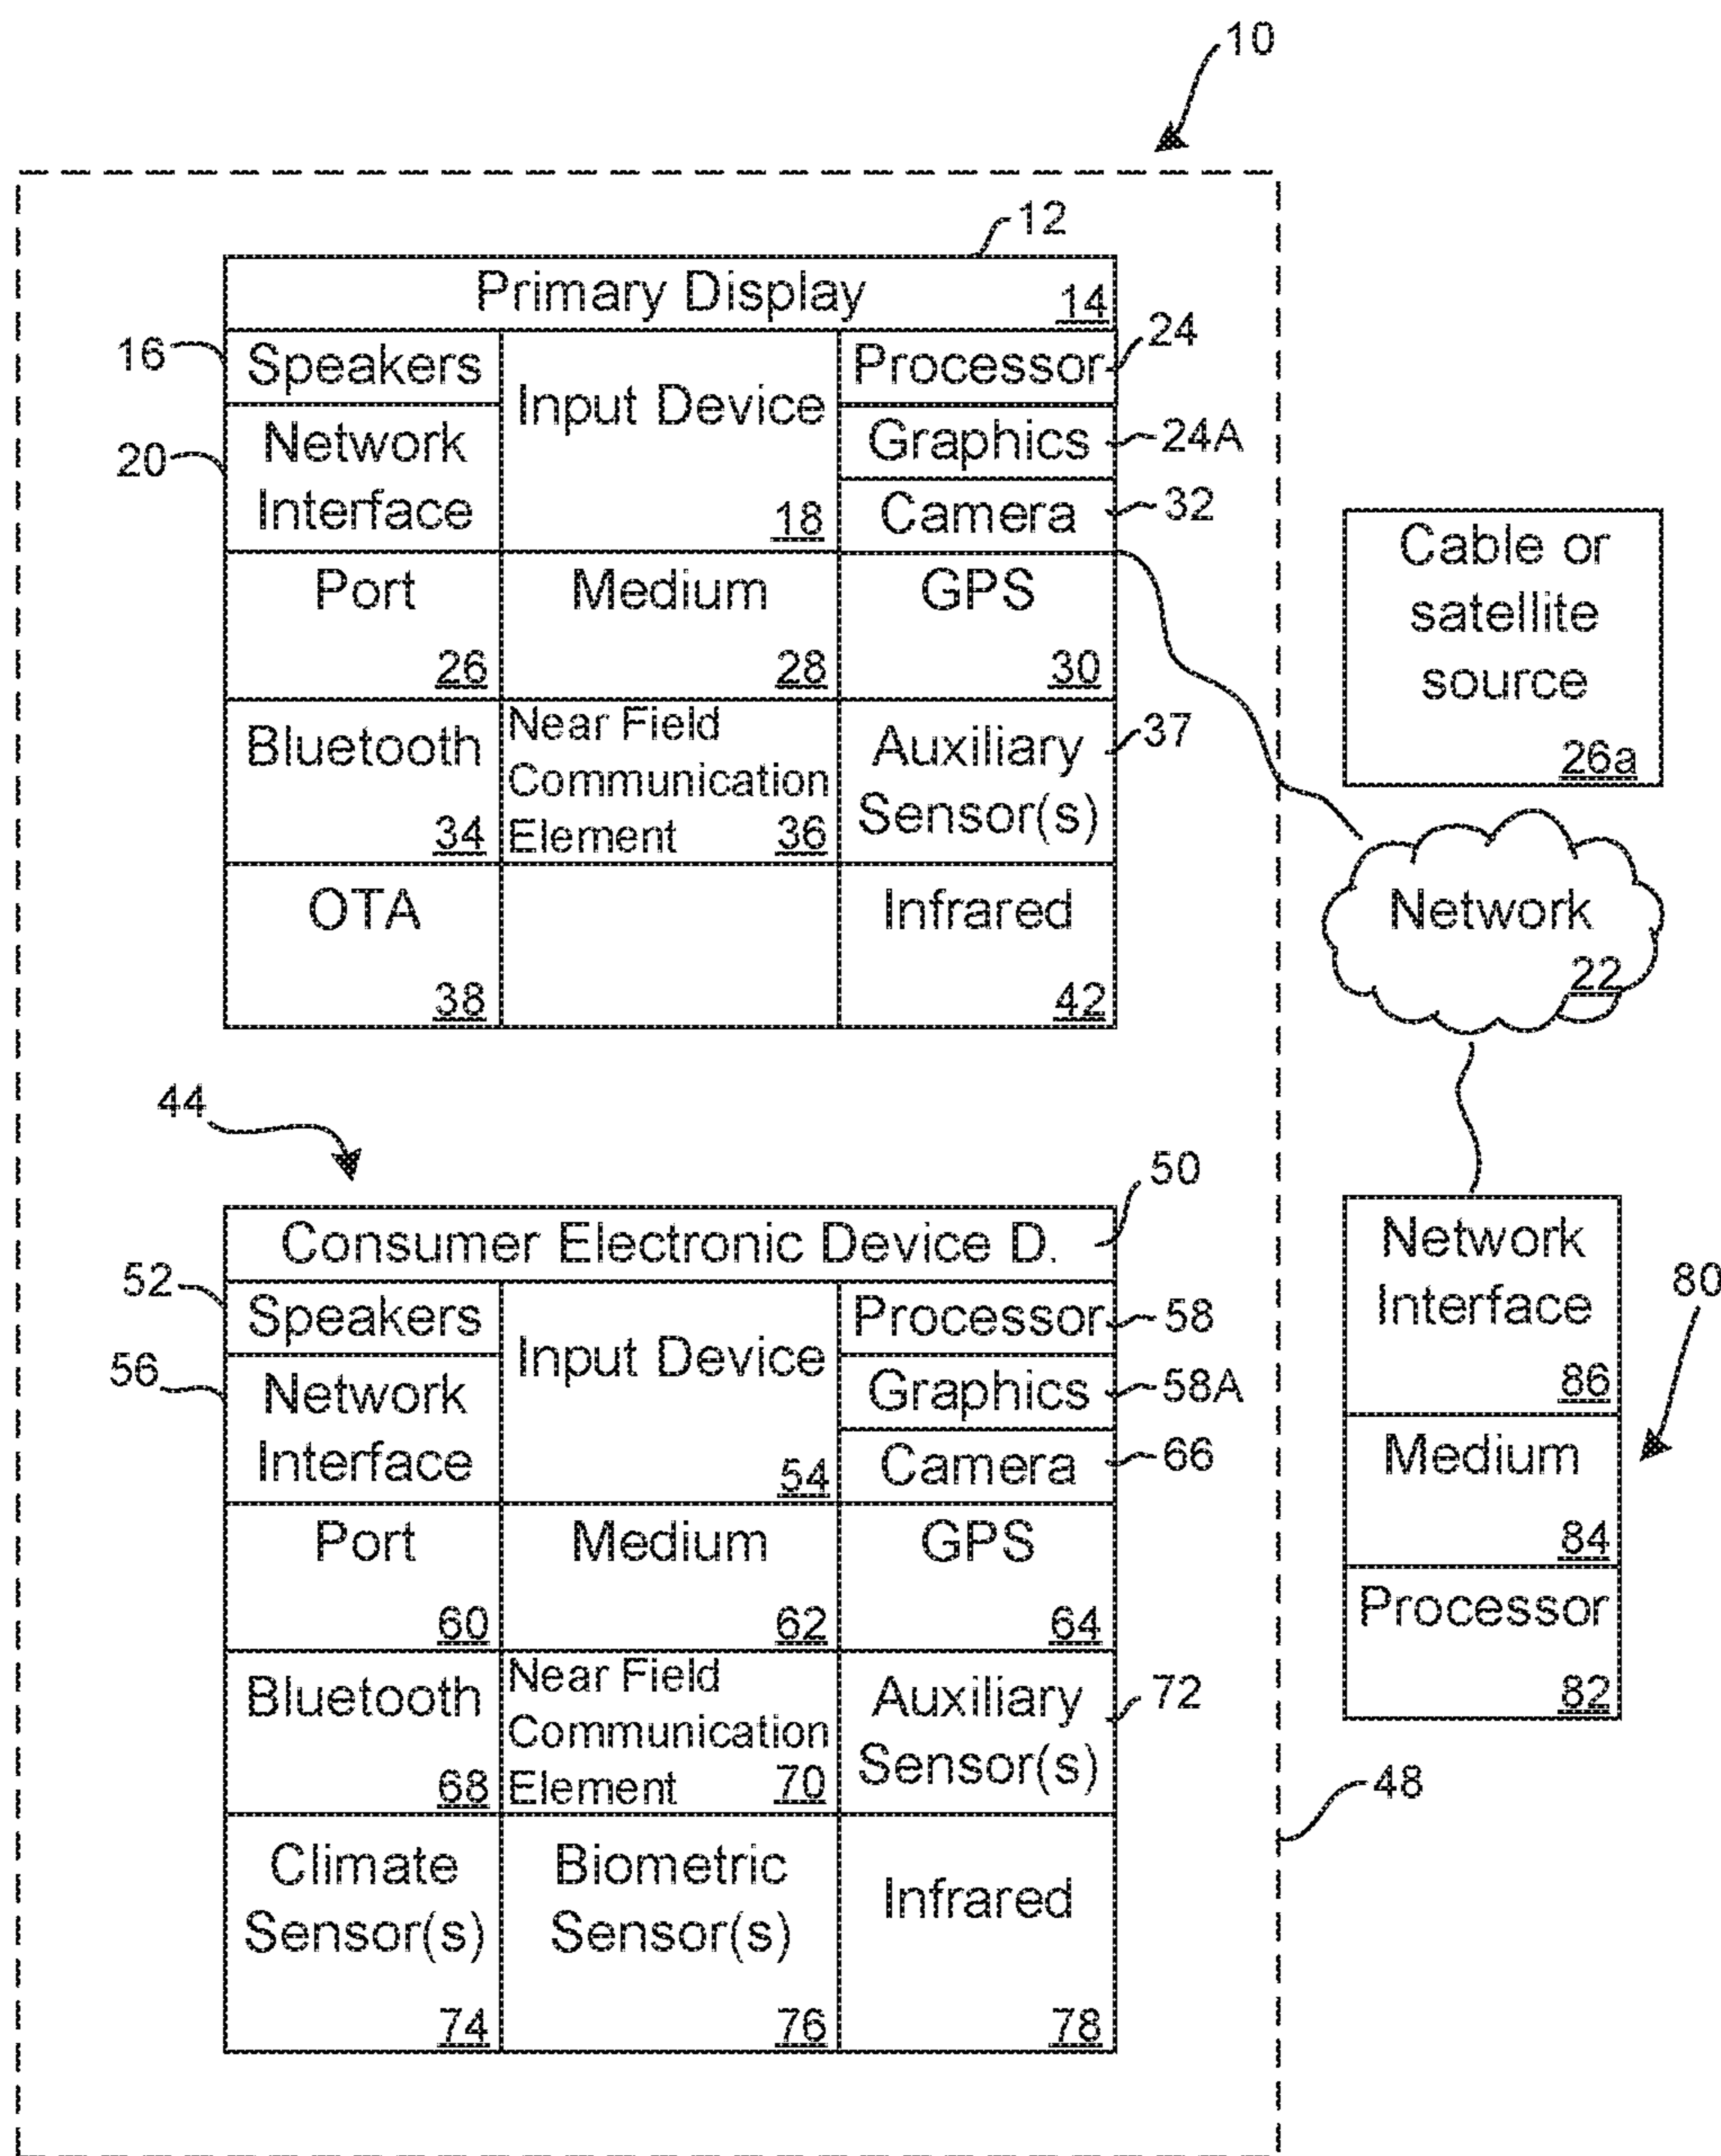 10
12
Primary Display 14
16 Speakers
Input Device 18
Processor 24
20 Network
Interface
Graphics 24A
Camera 32
Port 26
Medium 28
GPS 30
Bluetooth 34
Near Field
Communication
Element 36
Auxiliary
Sensor(s)
37
OTA 38
Infrared 42
Cable or
satellite
source
26a
Network
22
44
50
Consumer Electronic Device D.
52 Speakers
Input Device 54
Processor 58
56 Network
Interface
Graphics 58A
Camera 66
Port 60
Medium 62
GPS 64
Bluetooth 68
Near Field
Communication
Element 70
Auxiliary
Sensor(s)
72
Climate
Sensor(s)
74
Biometric
Sensor(s)
76
Infrared
78
Network
Interface
86
80
Medium
84
Processor
82
48